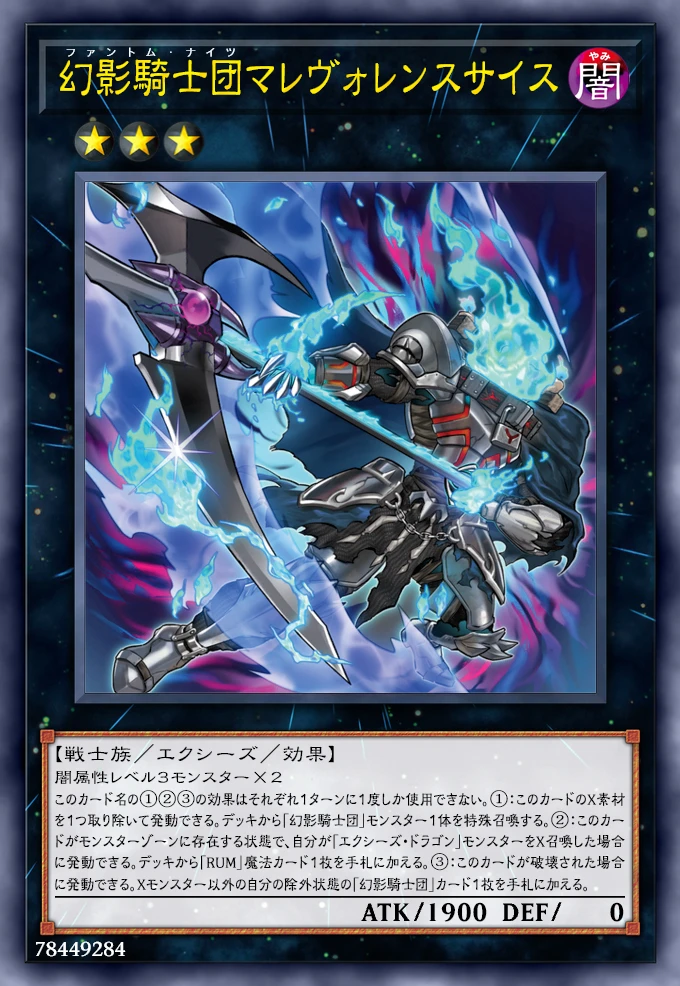 ファントム・ナイツ
幻影騎士団マレヴォレンスサイス
やみ
闇
【戦士族／エクシーズ／効果】
闇属性レベル３モンスター×２
このカード名の①②③の効果はそれぞれ1ターンに1度しか使用できない。①：このカードのX素材
を1つ取り除いて発動できる。デッキから「幻影騎士団」モンスター1体を特殊召喚する。②：このカー
ドがモンスターゾーンに存在する状態で、自分が「エクシーズ・ドラゴン」モンスターをX召喚した場合
に発動できる。デッキから「RUM」魔法カード1枚を手札に加える。③：このカードが破壊された場合
に発動できる。Xモンスター以外の自分の除外状態の「幻影騎士団」カード1枚を手札に加える。
ATK/1900 DEF/ 0
78449284